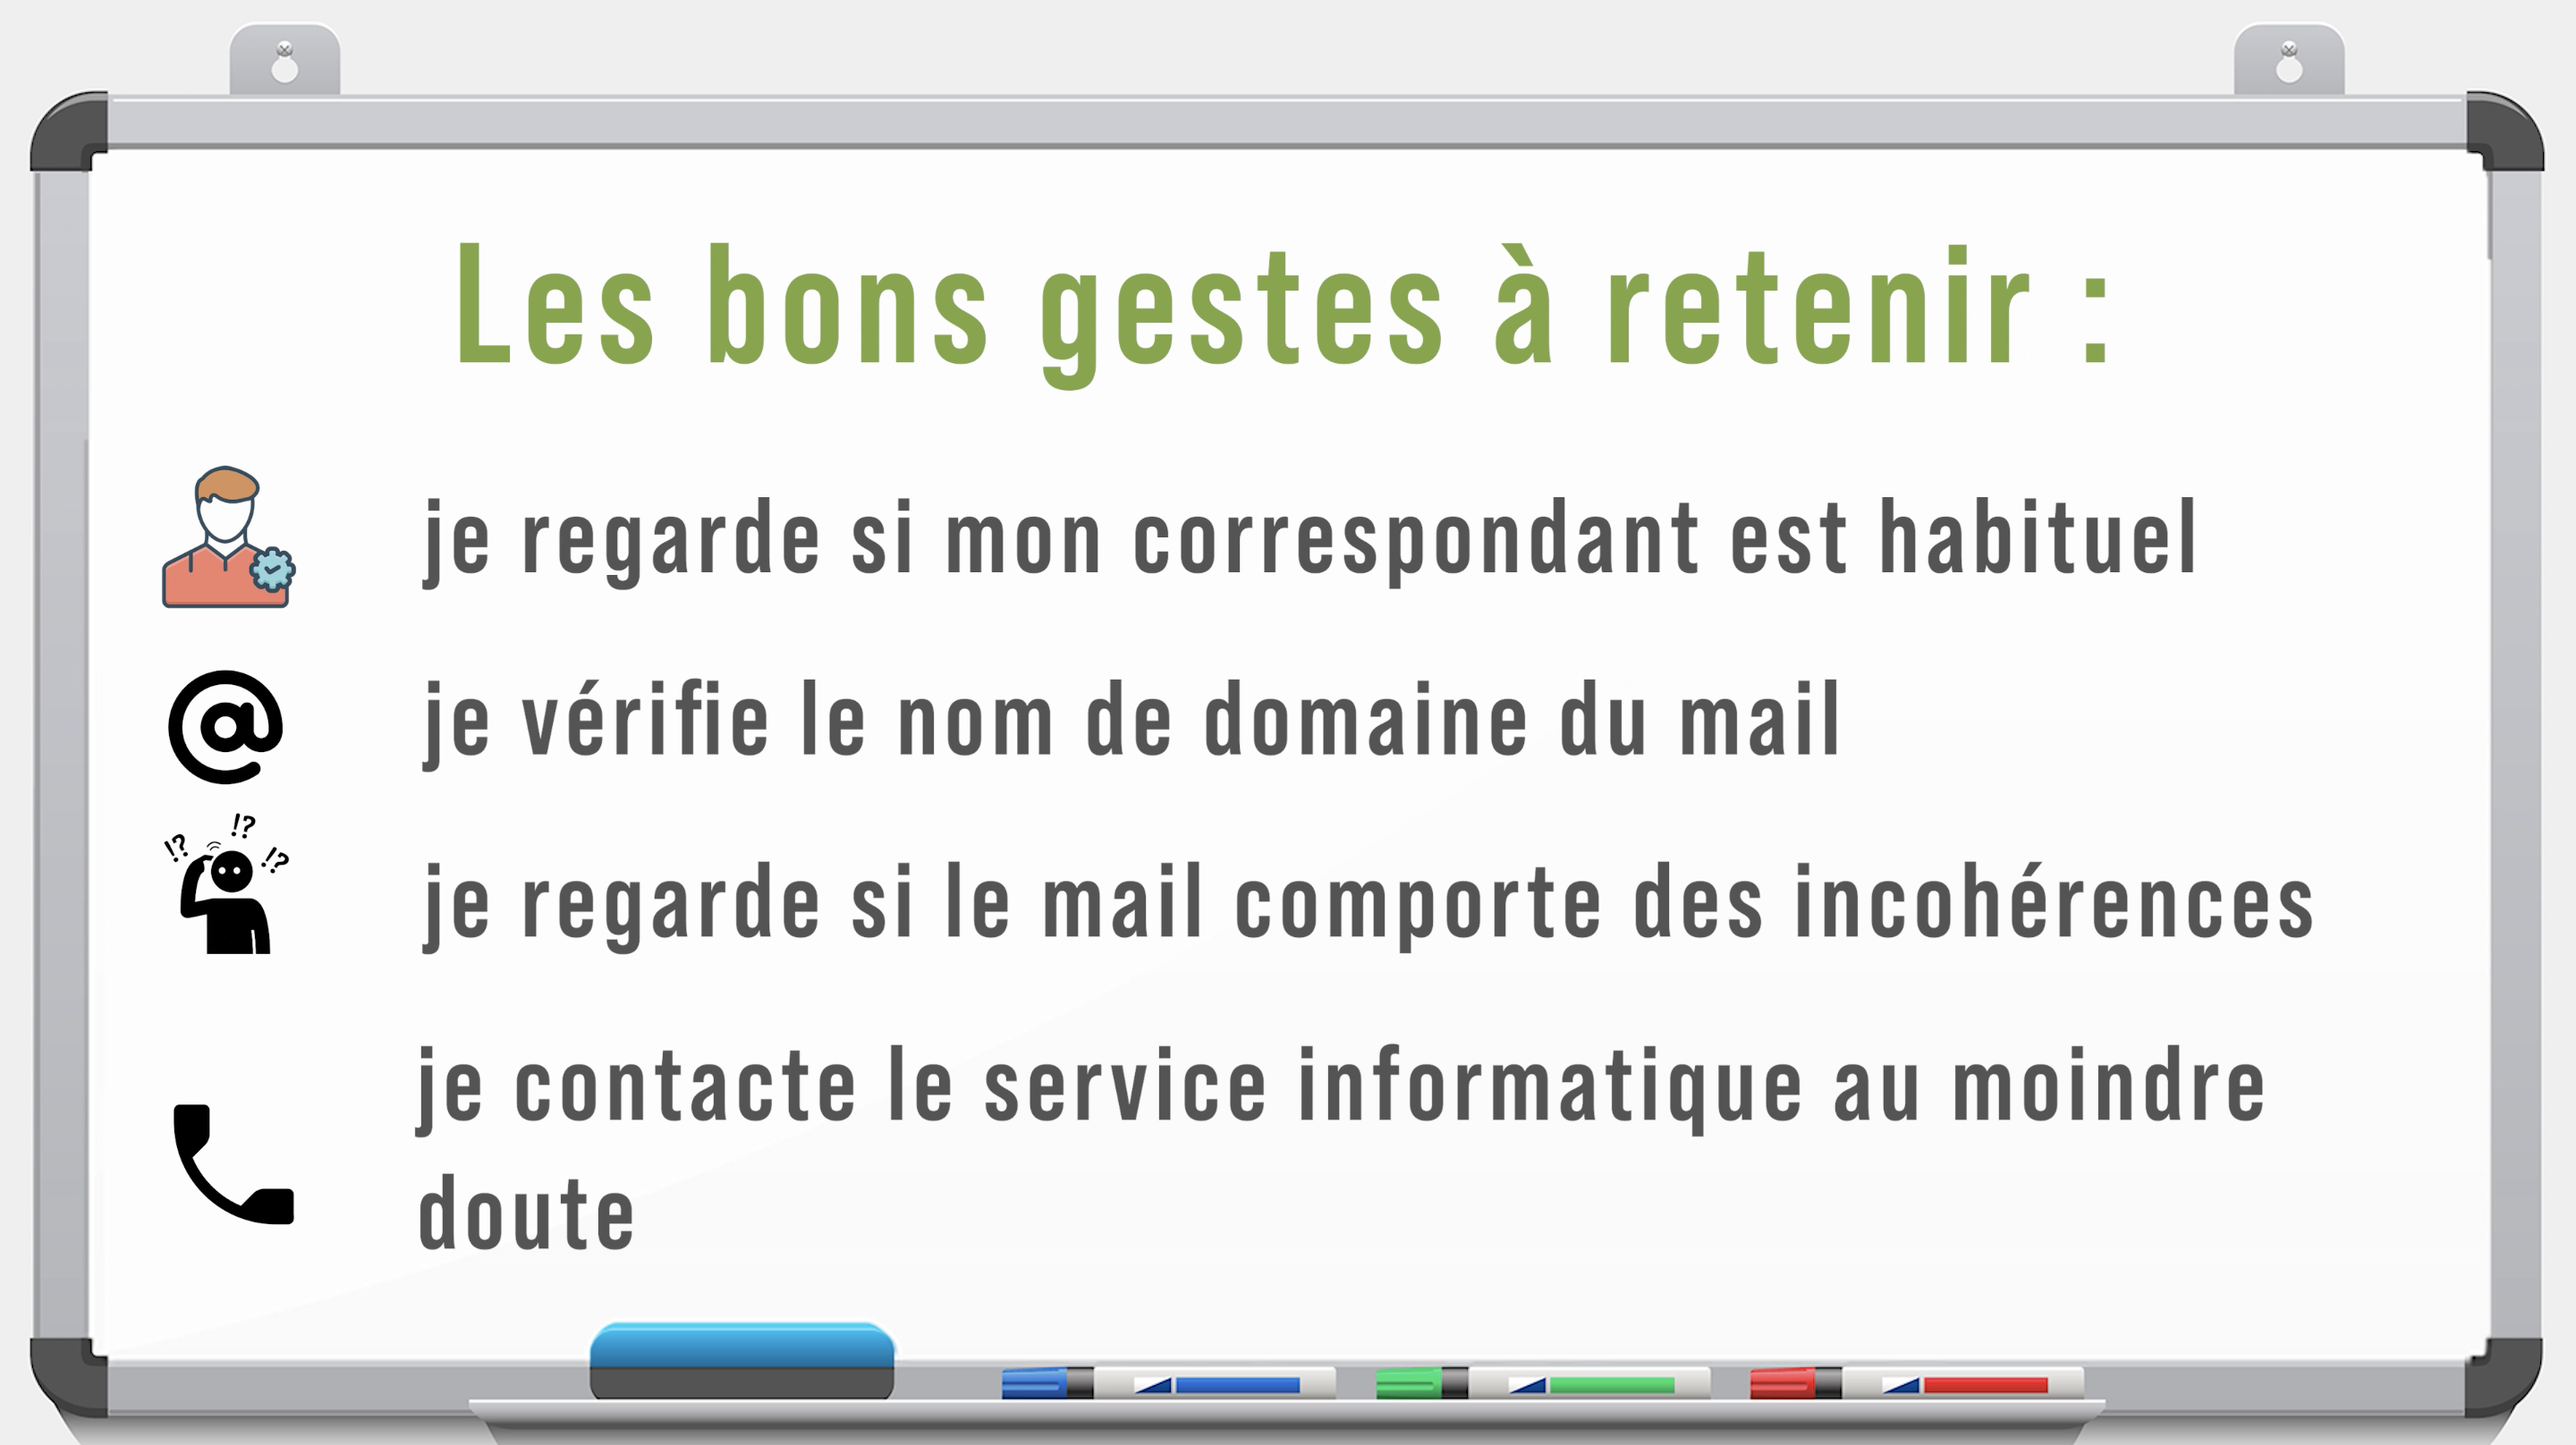 Les bons gestes à retenir :
je regarde si mon correspondant est habituel
@
je vérifie le nom de domaine du mail
!? !? !?
je regarde si le mail comporte des incohérences
je contacte le service informatique au moindre
doute